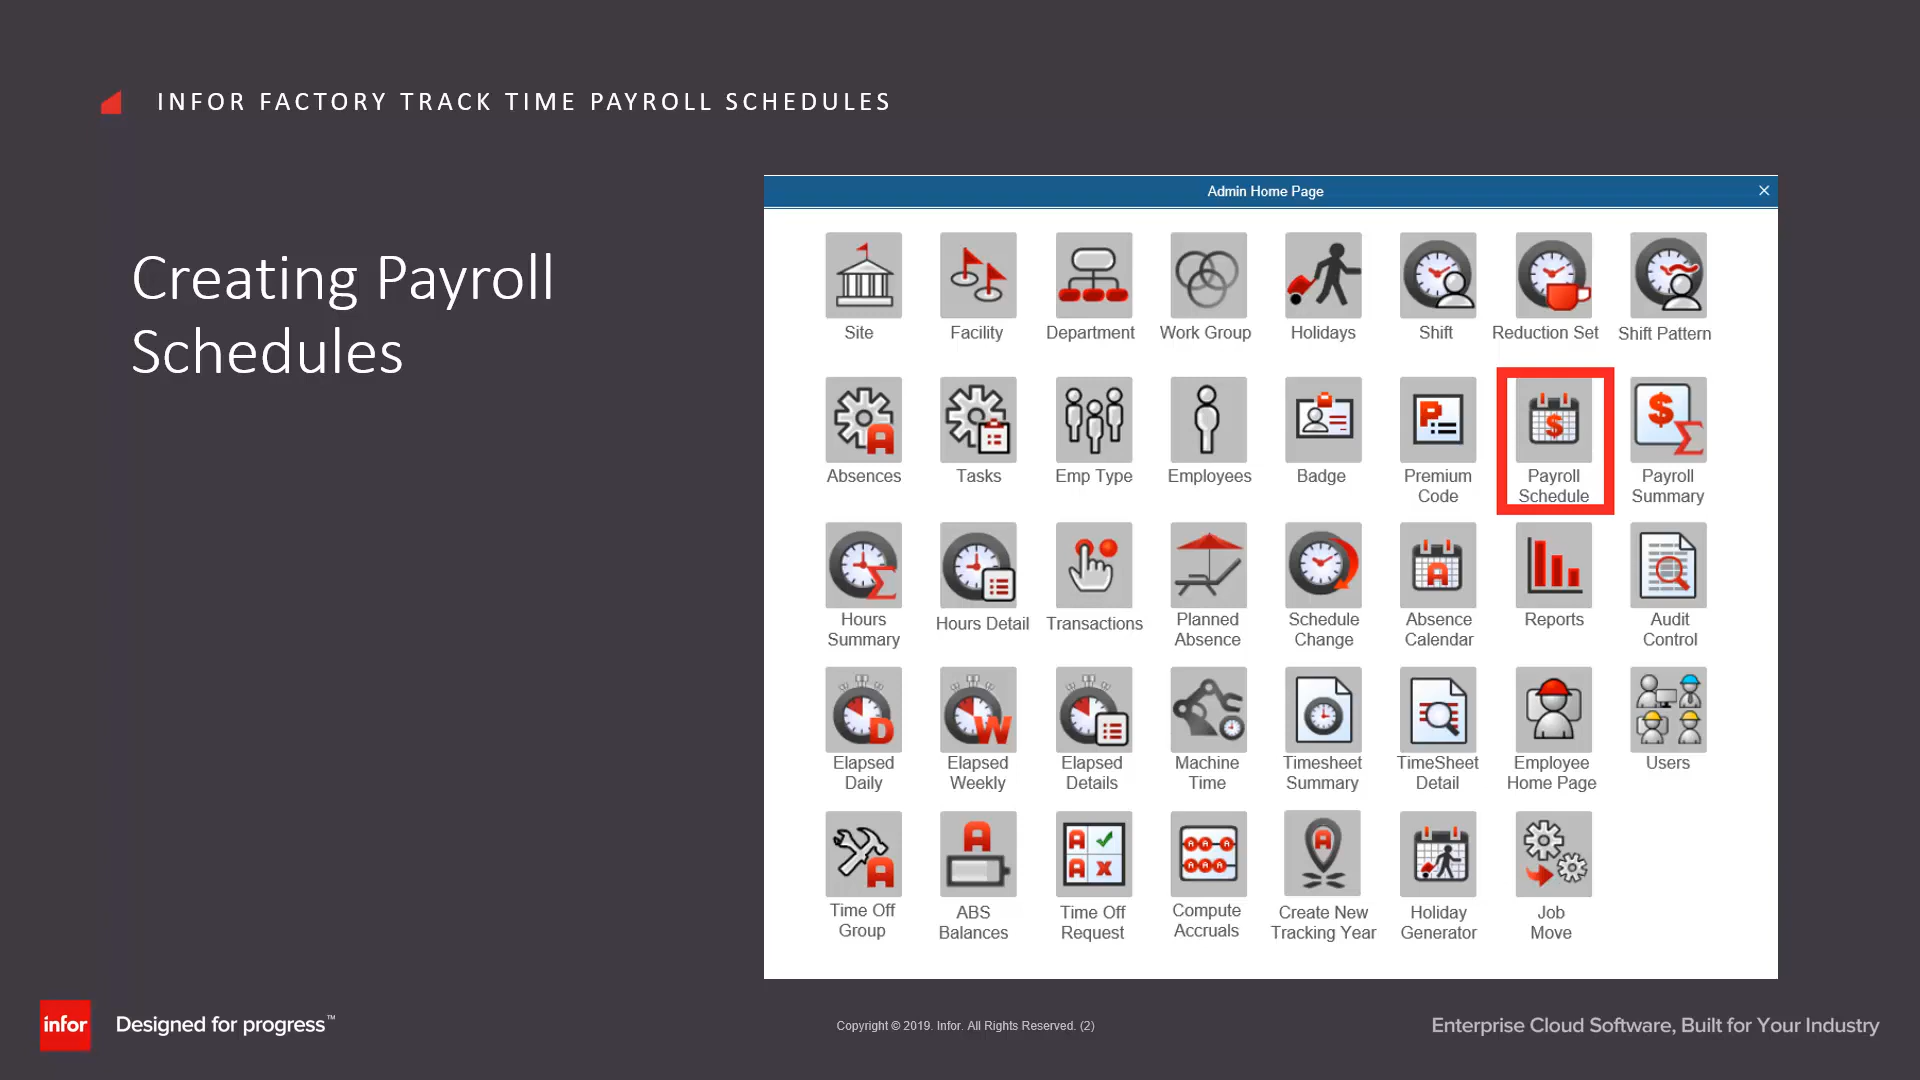 INFOR FACTORY TRACK TIME PAYROLL SCHEDULES
Creating Payroll
Schedules
Admin Home Page
Site Facility Department Work Group Holidays Shift Reduction Set Shift Pattern
P
$ $
A
Absences Tasks Emp Type Employees Badge Premium Payroll Payroll
Code Schedule Summary
A
Hours Hours Detail Transactions Planned Schedule Absence Reports Audit
Summary Absence Change Calendar Control
D W
Elapsed Elapsed Elapsed Machine Timesheet TimeSheet Employee Users
Daily Weekly Details Time Summary Detail Home Page
A A A A A A A
A A X A A A
Time Off ABS Time Off Compute Create New Holiday Job
Group Balances Request Accruals Tracking Year Generator Move
infor Designed for progress™
Copyright © 2019. Infor. All Rights Reserved. (2)
Enterprise Cloud Software, Built for Your Industry